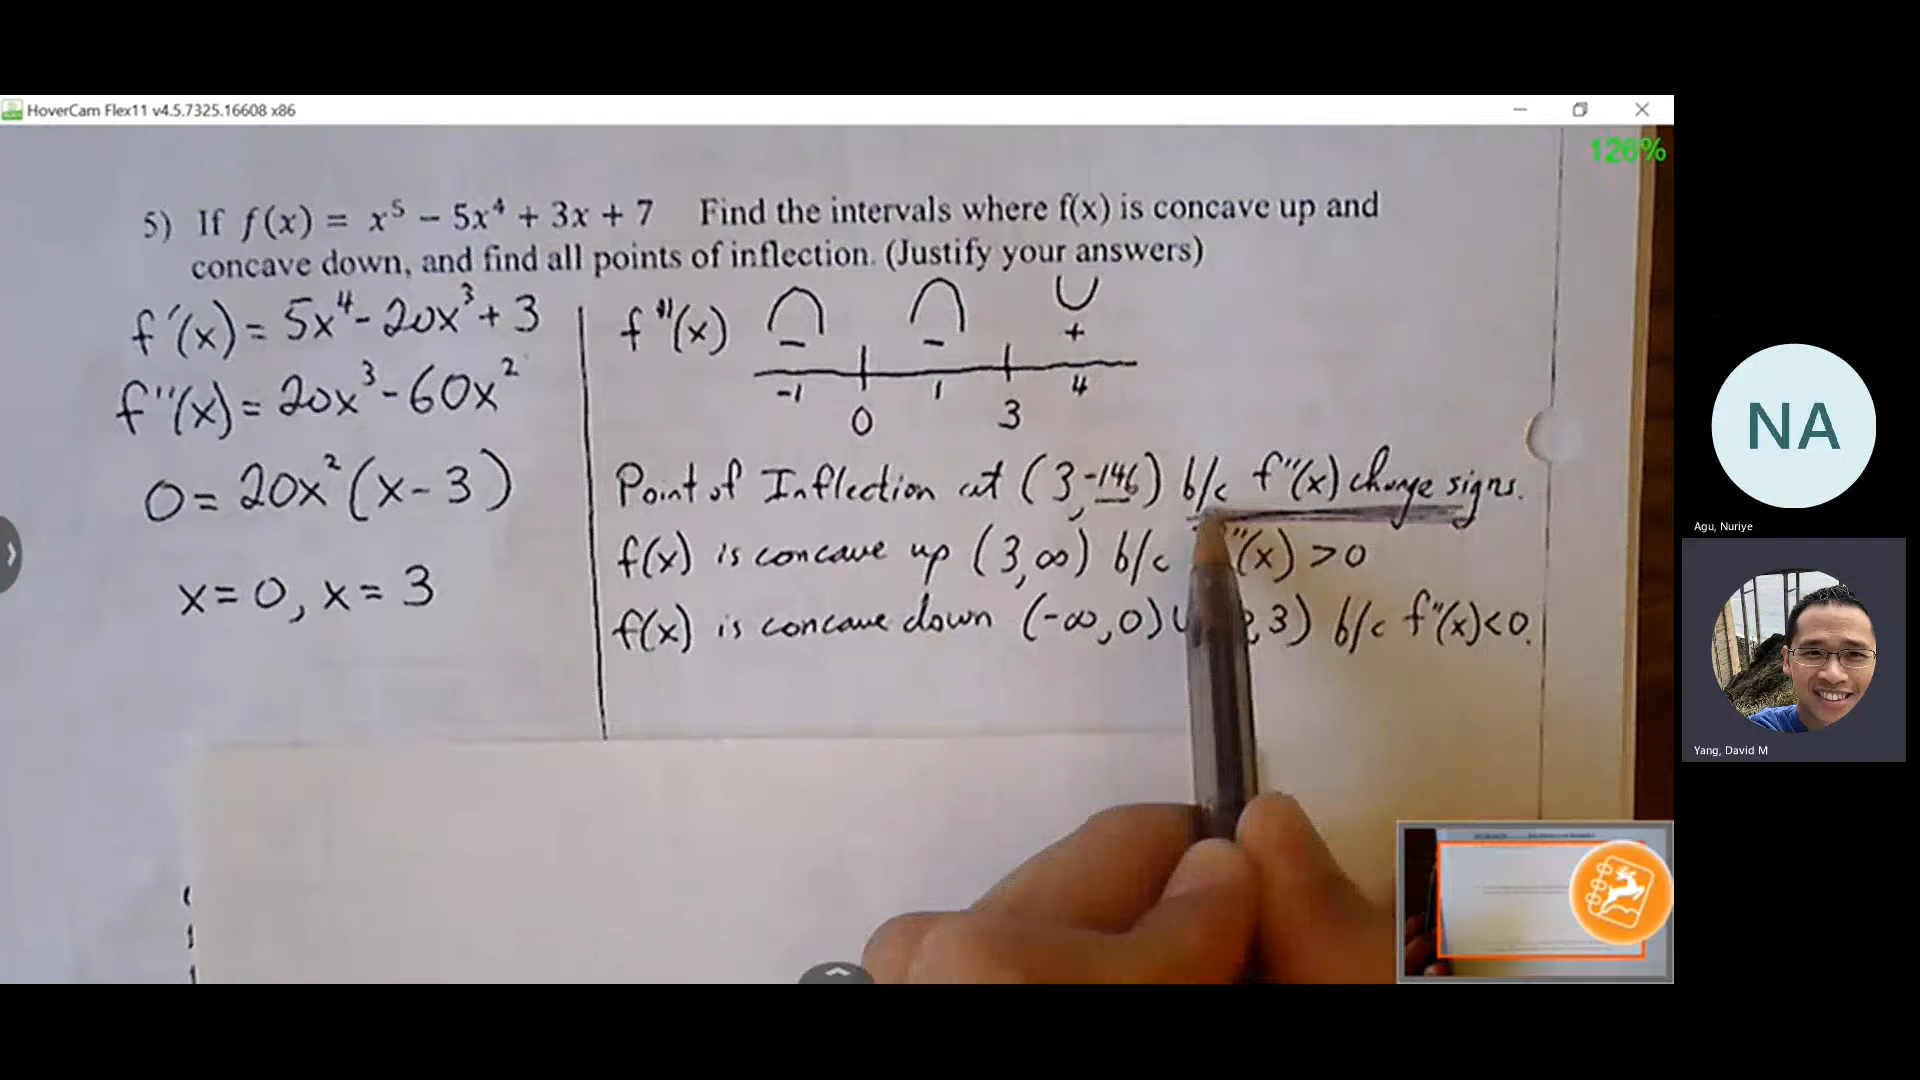 HoverCam Flex11 v4.5.7325.16608 x86
126%
5) If f(x) = x⁵ − 5x⁴ + 3x + 7 Find the intervals where f(x) is concave up and
concave down, and find all points of inflection. (Justify your answers)
f'(x) = 5x⁴ - 20x³ + 3
f''(x) = 20x³ - 60x²
0 = 20x²(x - 3)
x = 0, x = 3
f''(x)
− − +
-1 1 4
0 3
Point of Inflection at (3, -146) b/c f''(x) change signs.
f(x) is concave up (3, ∞) b/c "(x) > 0
f(x) is concave down (-∞, 0) , 3) b/c f''(x) < 0.
NA
Agu, Nuriye
Yang, David M